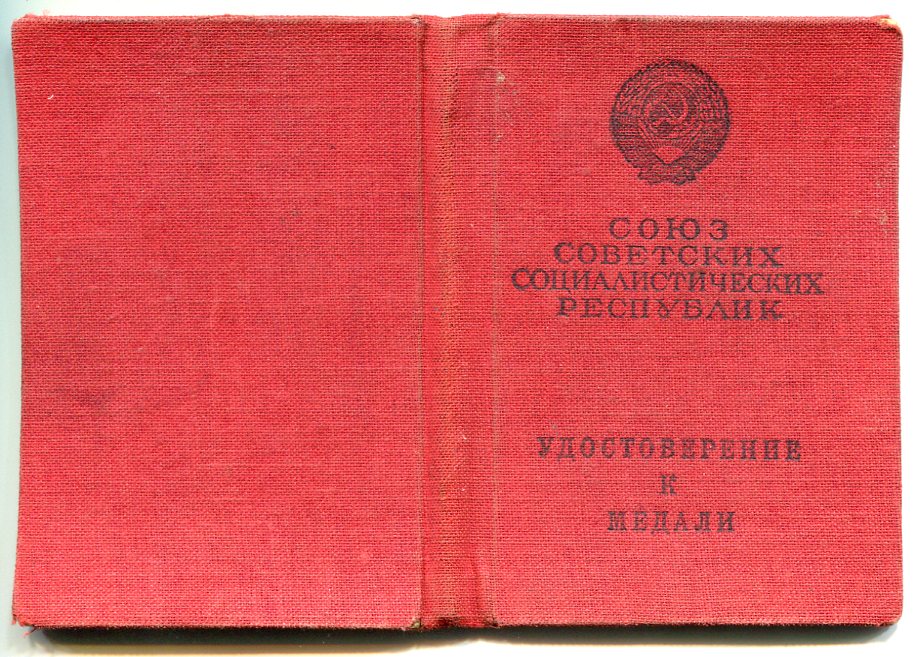 СОЮЗ
СОВЕТСКИХ
СОЦИАЛИСТИЧЕСКИХ
РЕСПУБЛИК
УДОСТОВЕРЕНИЕ
К
МЕДАЛИ